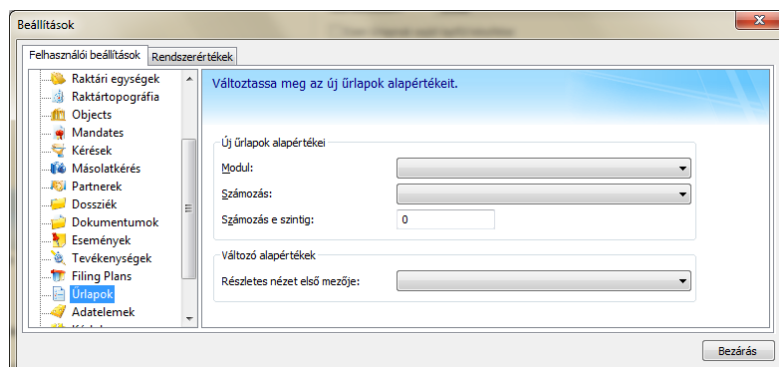 Beállítások
Felhasználói beállítások
Rendszerértékek
Raktári egységek
Raktártopográfia
Objects
Mandates
Kérések
Másolatkérés
Partnerek
Dossziék
Dokumentumok
Események
Tevékenységek
Filing Plans
Űrlapok
Adatelemek
Változtassa meg az új űrlapok alapértékeit.
Új űrlapok alapértékei
Modul:
Számozás:
Számozás e szintig:
0
Változó alapértékek
Részletes nézet első mezője:
Bezárás